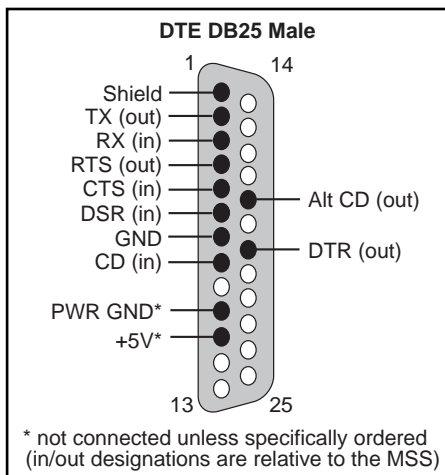 DTE DB25 Male
1
14
Shield
TX (out)
RX (in)
RTS (out)
CTS (in)
Alt CD (out)
DSR (in)
GND
DTR (out)
CD (in)
PWR GND*
+5V*
13
25
* not connected unless specifically ordered
(in/out designations are relative to the MSS)